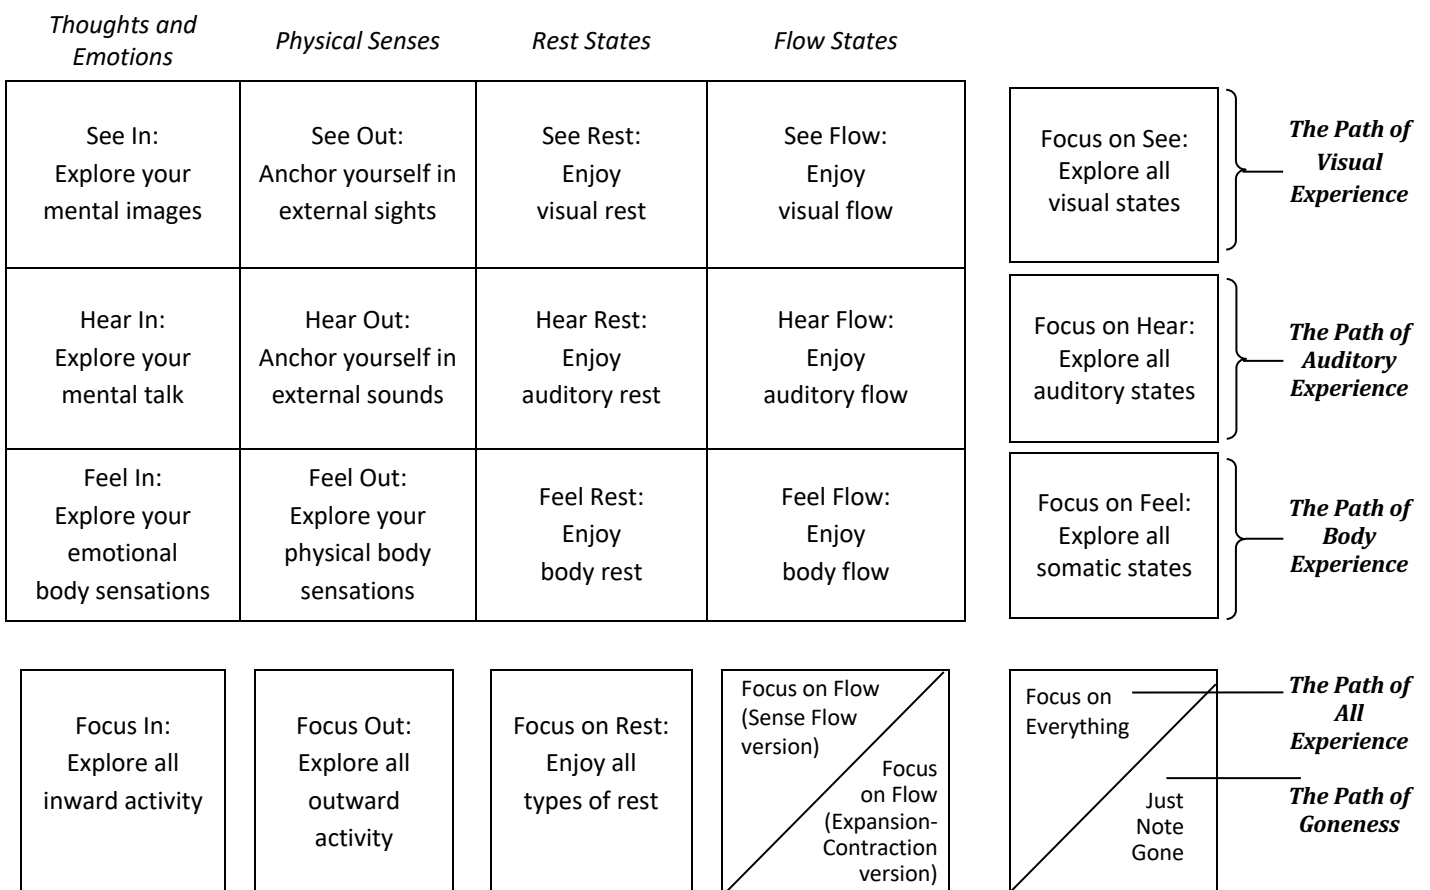 Thoughts and
Emotions
Physical Senses
Rest States
Flow States
See In:
Explore your
mental images
See Out:
Anchor yourself in
external sights
See Rest:
Enjoy
visual rest
See Flow:
Enjoy
visual flow
Focus on See:
Explore all
visual states
The Path of
Visual
Experience
Hear In:
Explore your
mental talk
Hear Out:
Anchor yourself in
external sounds
Hear Rest:
Enjoy
auditory rest
Hear Flow:
Enjoy
auditory flow
Focus on Hear:
Explore all
auditory states
The Path of
Auditory
Experience
Feel In:
Explore your
emotional
body sensations
Feel Out:
Explore your
physical body
sensations
Feel Rest:
Enjoy
body rest
Feel Flow:
Enjoy
body flow
Focus on Feel:
Explore all
somatic states
The Path of
Body
Experience
Focus In:
Explore all
inward activity
Focus Out:
Explore all
outward
activity
Focus on Rest:
Enjoy all
types of rest
Focus on Flow
(Sense Flow
version)
Focus
on Flow
(Expansion-
Contraction
version)
Focus on
Everything
Just
Note
Gone
The Path of
All
Experience
The Path of
Goneness